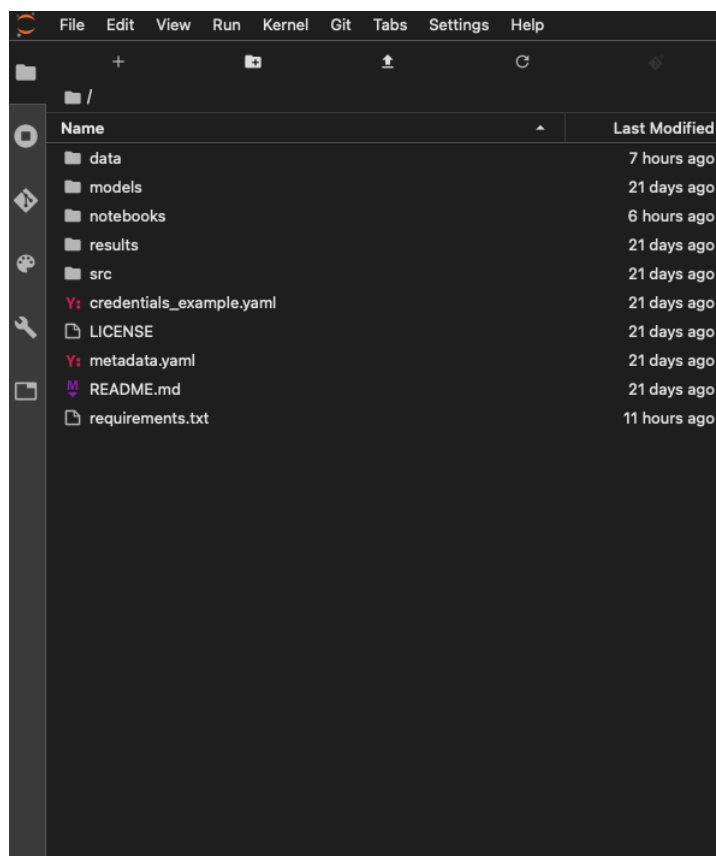 File Edit View Run Kernel Git Tabs Settings Help
/
Name Last Modified
data 7 hours ago
models 21 days ago
notebooks 6 hours ago
results 21 days ago
src 21 days ago
Y: credentials_example.yaml 21 days ago
LICENSE 21 days ago
Y: metadata.yaml 21 days ago
M README.md 21 days ago
requirements.txt 11 hours ago